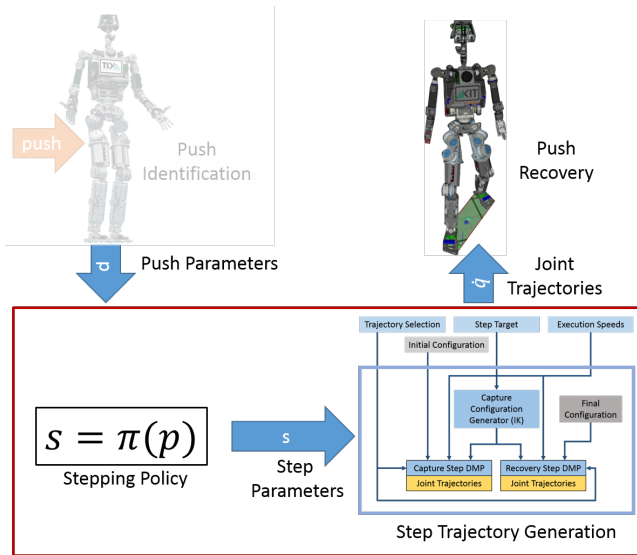 TIX
KIT
push
Push
Identification
Push
Recovery
p
Push Parameters
q̇
Joint
Trajectories
Trajectory Selection
Step Target
Execution Speeds
Initial Configuration
Capture
Configuration
Generator (IK)
Final
Configuration
s = π(p)
Stepping Policy
s
Step
Parameters
Capture Step DMP
Joint Trajectories
Recovery Step DMP
Joint Trajectories
Step Trajectory Generation